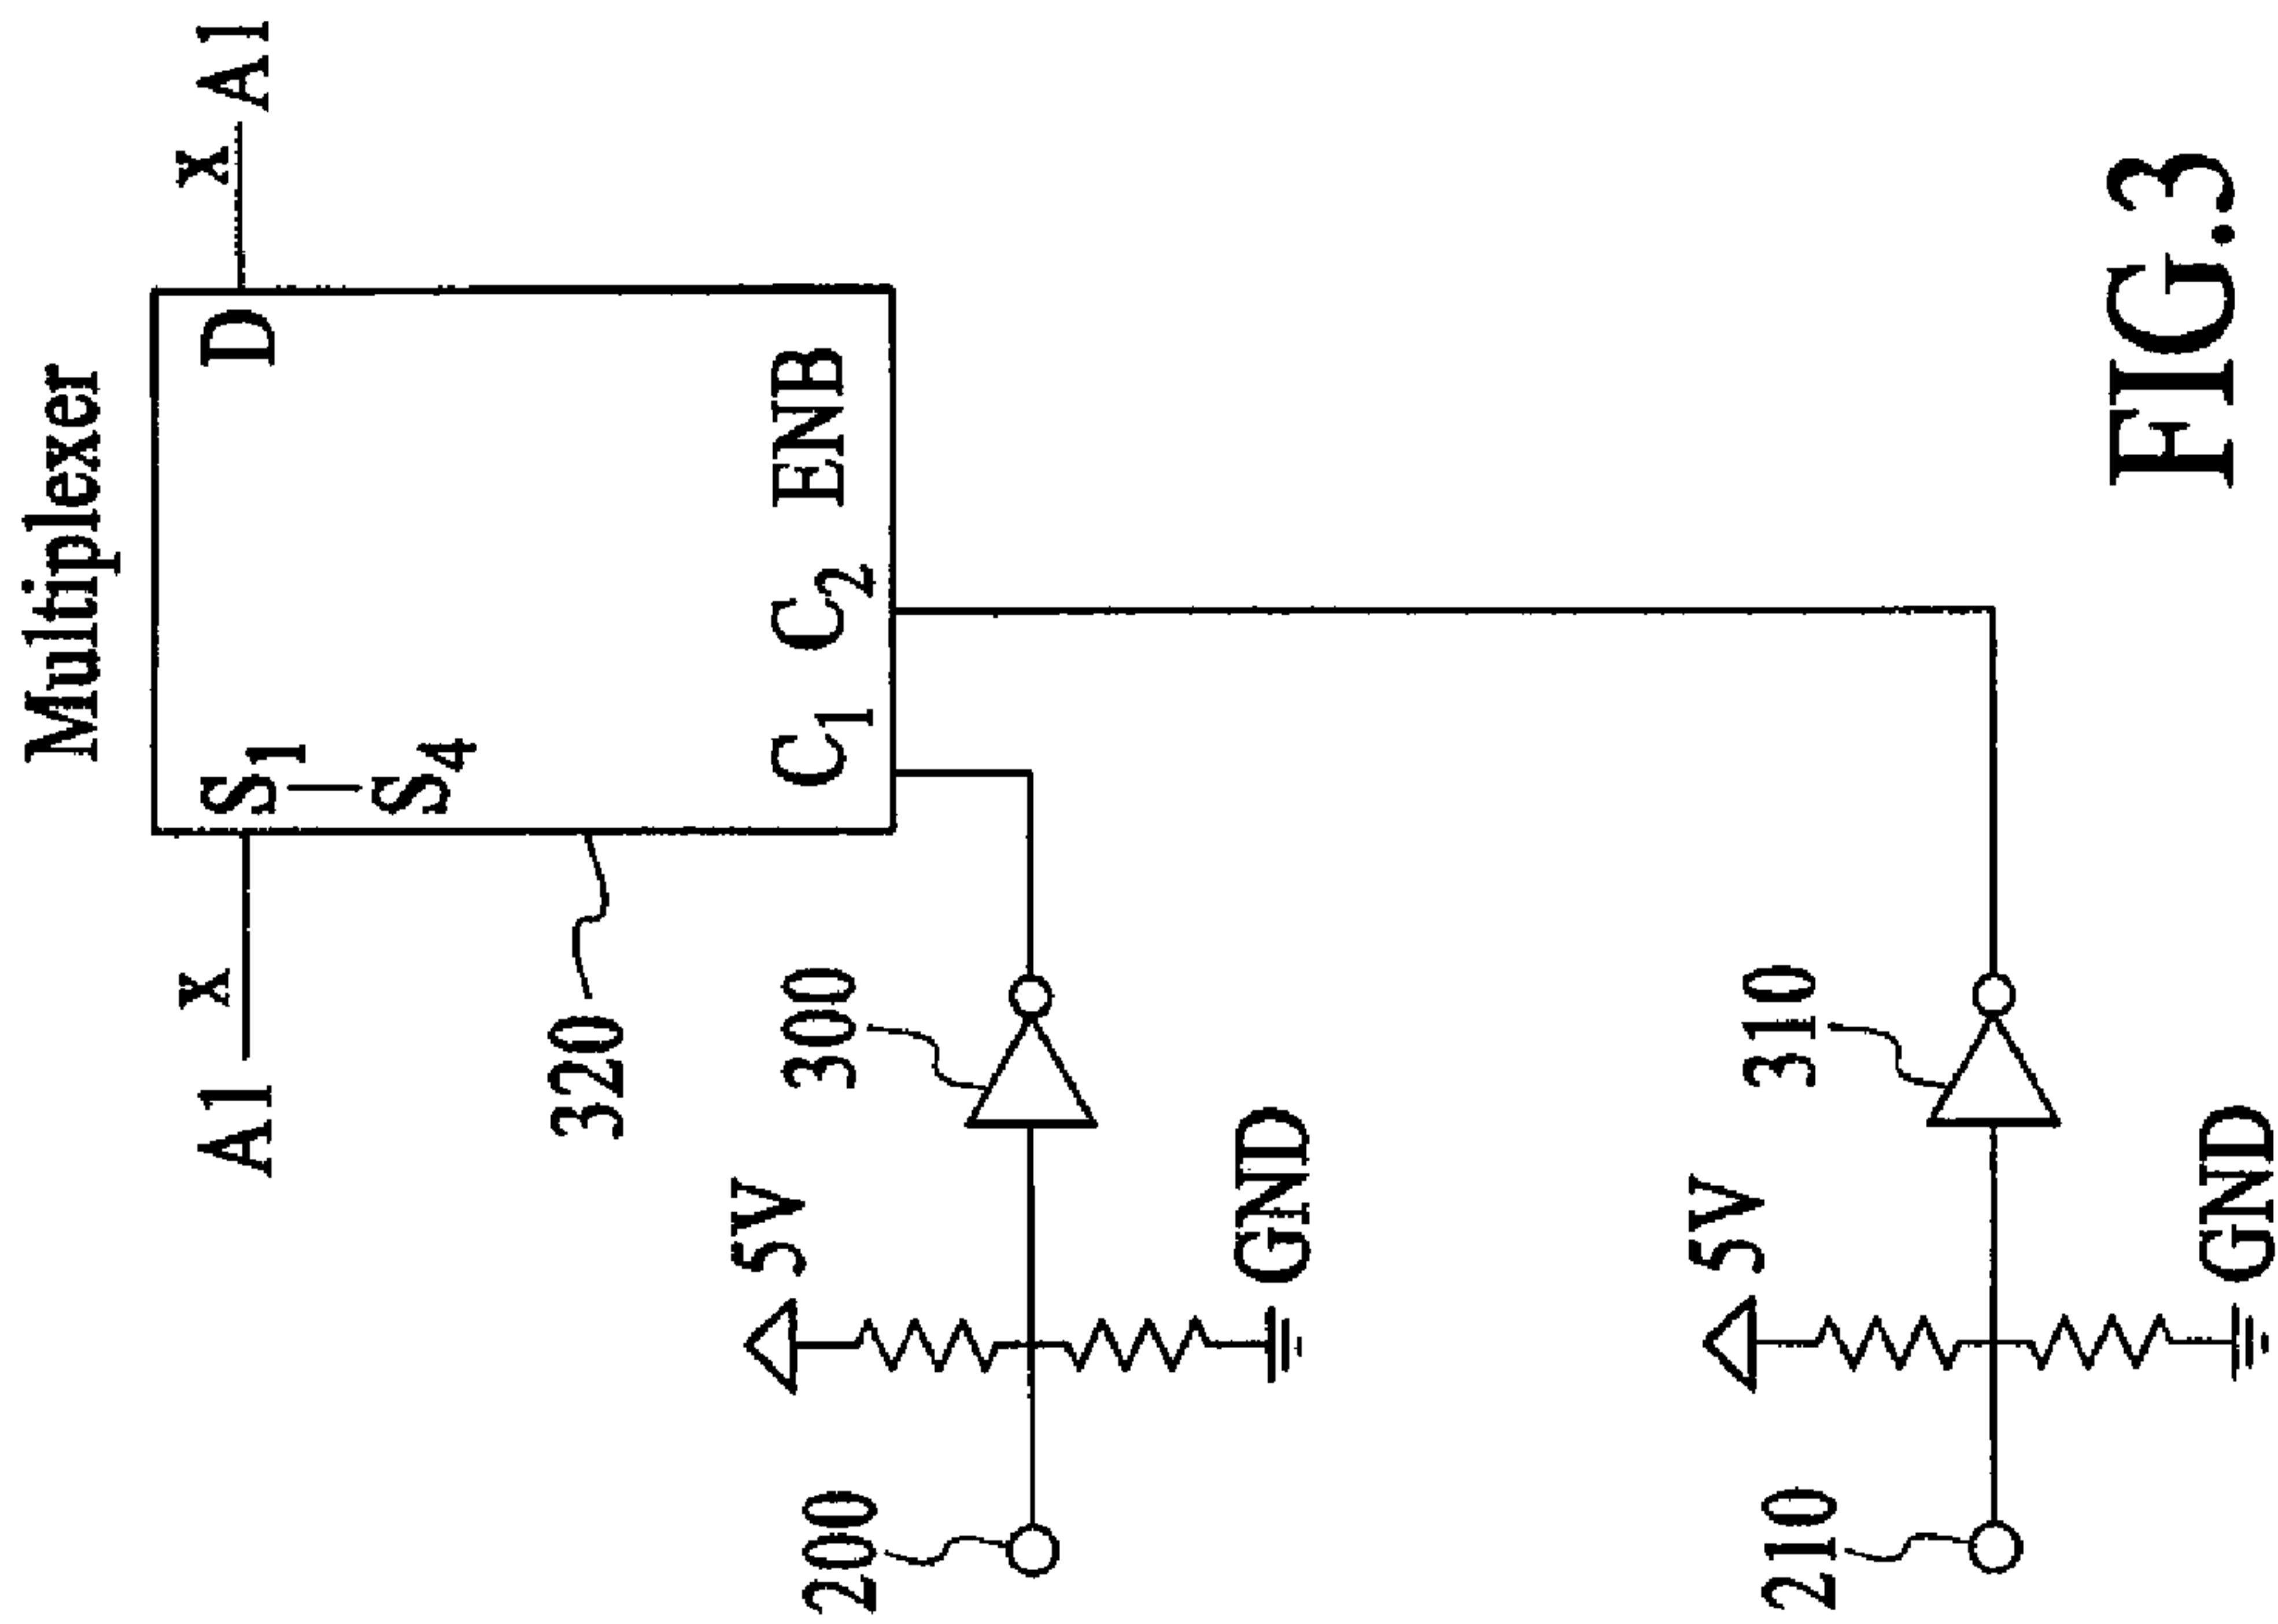 Multiplexer
A1 x
S1 — S4
D
x A1
C1 C2 ENB
320
300
5V
200
GND
310
5V
210
GND
FIG.3